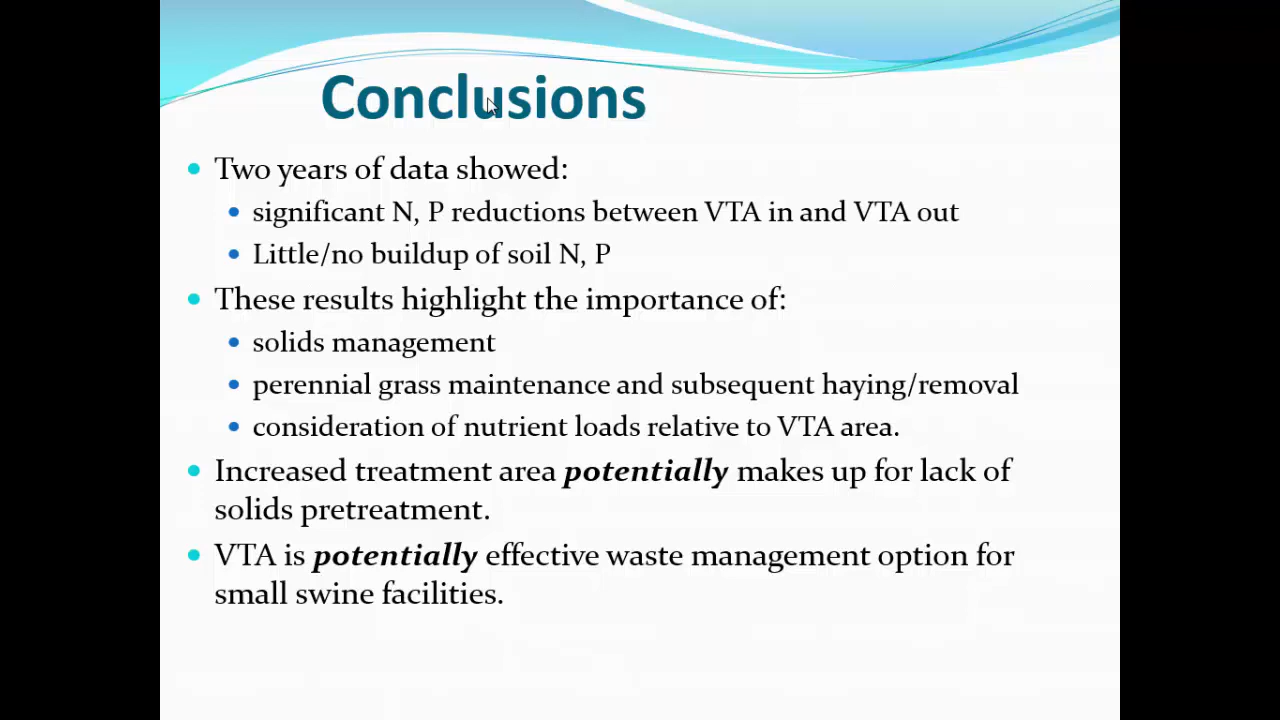 Conclusions
Two years of data showed:
significant N, P reductions between VTA in and VTA out
Little/no buildup of soil N, P
These results highlight the importance of:
solids management
perennial grass maintenance and subsequent haying/removal
consideration of nutrient loads relative to VTA area.
Increased treatment area potentially makes up for lack of
solids pretreatment.
VTA is potentially effective waste management option for
small swine facilities.